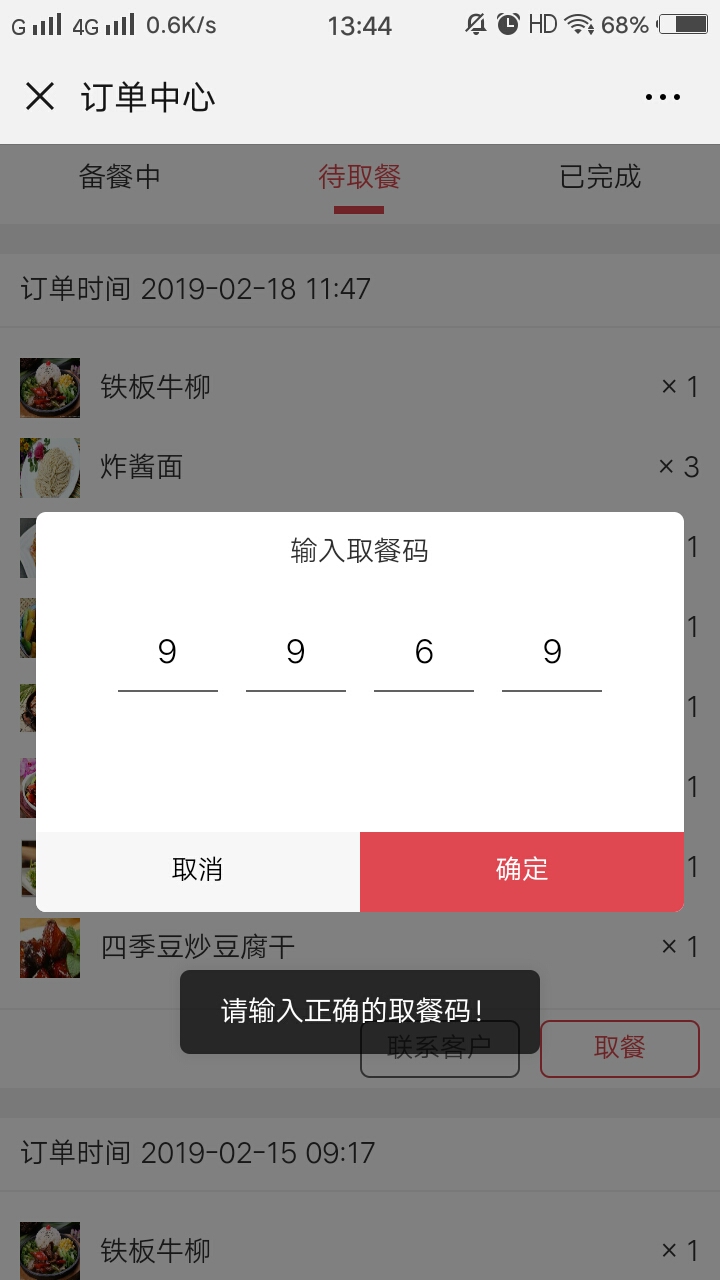 G 4G 0.6K/s 13:44 HD 68%
订单中心
备餐中 待取餐 已完成
订单时间 2019-02-18 11:47
铁板牛柳 × 1
炸酱面 × 3
1
输入取餐码
1
9 9 6 9
1
1
1
取消 确定
四季豆炒豆腐干 × 1
请输入正确的取餐码！
联系客户 取餐
订单时间 2019-02-15 09:17
铁板牛柳 × 1